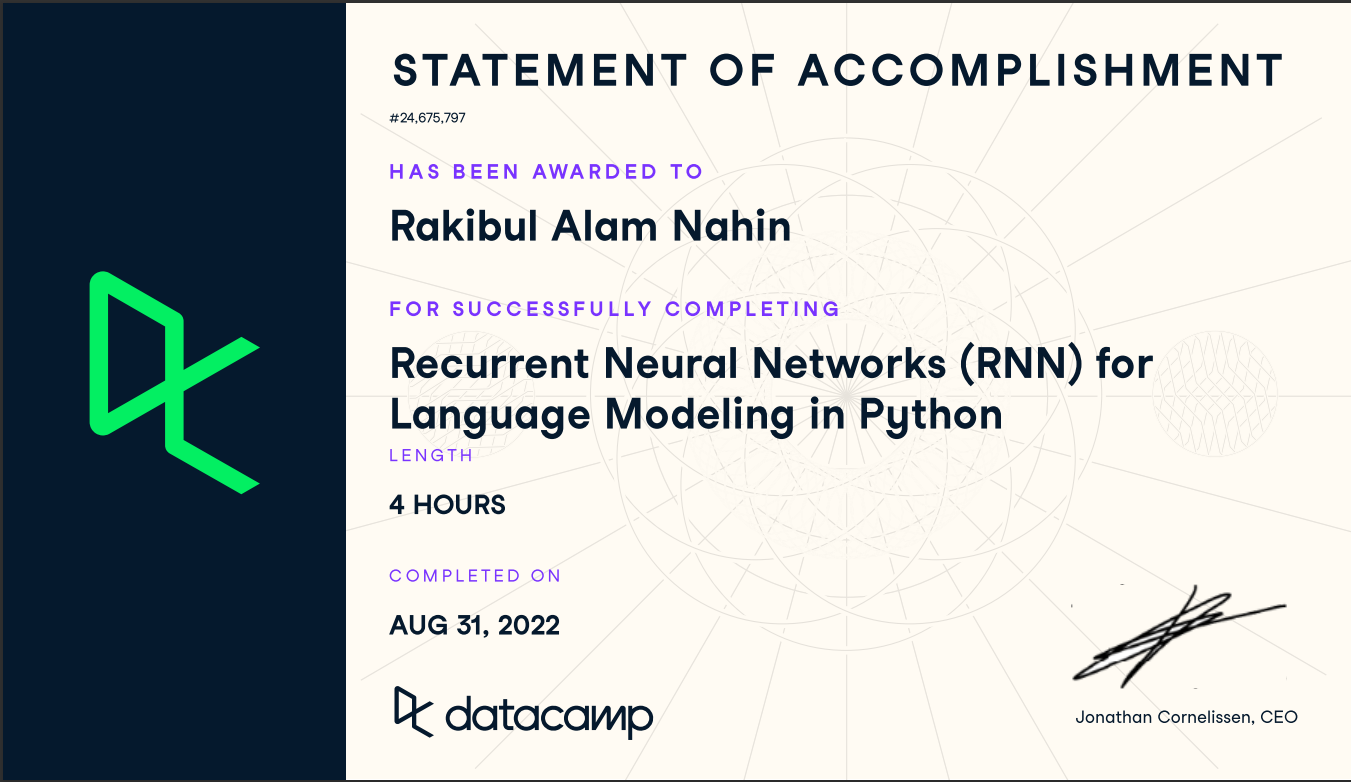 STATEMENT OF ACCOMPLISHMENT
#24,675,797
HAS BEEN AWARDED TO
Rakibul Alam Nahin
FOR SUCCESSFULLY COMPLETING
Recurrent Neural Networks (RNN) for
Language Modeling in Python
LENGTH
4 HOURS
COMPLETED ON
AUG 31, 2022
datacamp
Jonathan Cornelissen, CEO